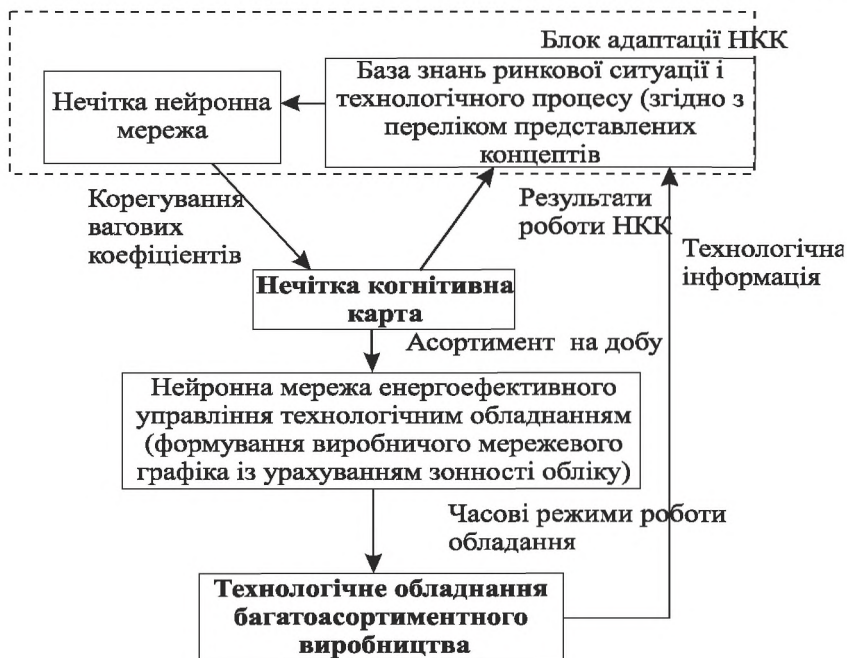 Блок адаптації НКК
Нечітка нейронна
мережа
База знань ринкової ситуації і
технологічного процесу (згідно з
переліком представлених
концептів
Корегування
вагових
коефіцієнтів
Результати
роботи НКК
Технологічна
інформація
Нечітка когнітивна
карта
Асортимент на добу
Нейронна мережа енергоефективного
управління технологічним обладнанням
(формування виробничого мережевого
графіка із урахуванням зонності обліку)
Часові режими роботи
обладання
Технологічне обладнання
багатоасортиментного
виробництва